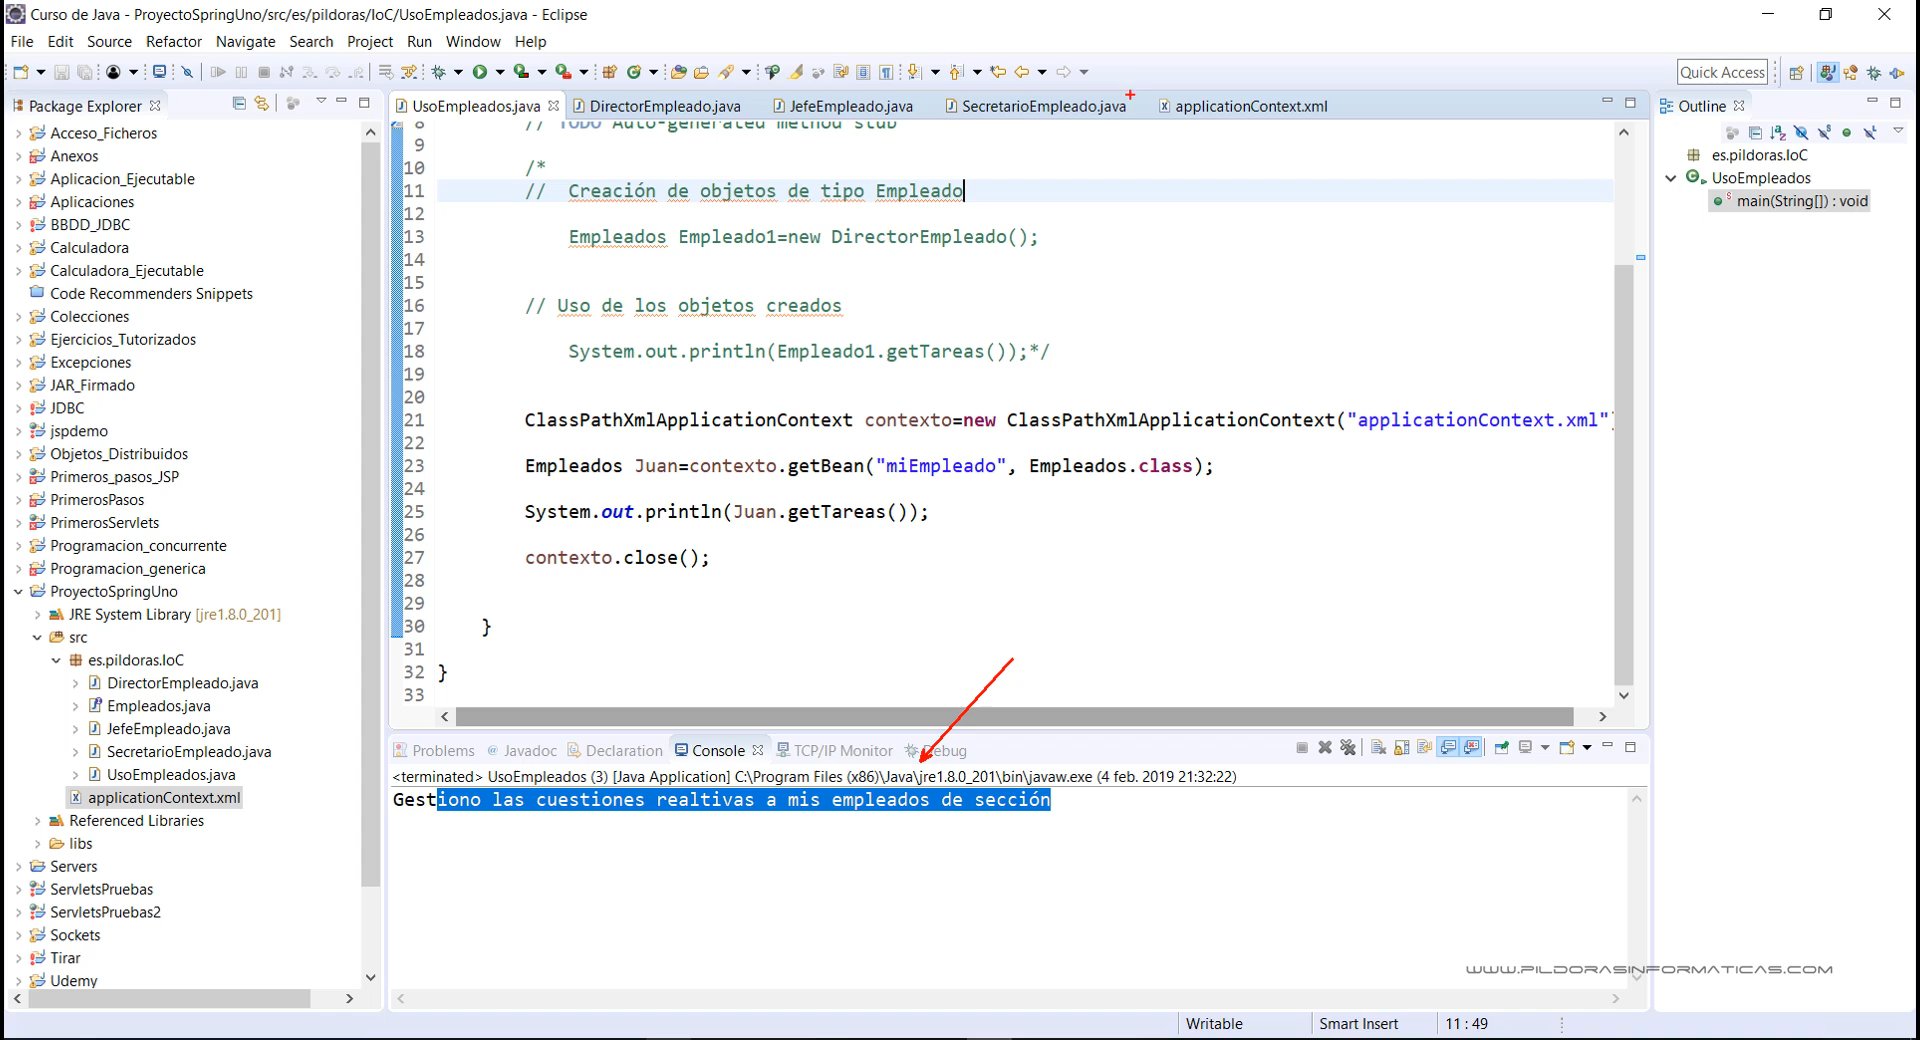 Curso de Java - ProyectoSpringUno/src/es/pildoras/IoC/UsoEmpleados.java - Eclipse
File Edit Source Refactor Navigate Search Project Run Window Help
Quick Access
Package Explorer
Acceso_Ficheros
Anexos
Aplicacion_Ejecutable
Aplicaciones
BBDD_JDBC
Calculadora
Calculadora_Ejecutable
Code Recommenders Snippets
Colecciones
Ejercicios_Tutorizados
Excepciones
JAR_Firmado
JDBC
jspdemo
Objetos_Distribuidos
Primeros_pasos_JSP
PrimerosPasos
PrimerosServlets
Programacion_concurrente
Programacion_generica
ProyectoSpringUno
JRE System Library [jre1.8.0_201]
src
es.pildoras.IoC
DirectorEmpleado.java
Empleados.java
JefeEmpleado.java
SecretarioEmpleado.java
UsoEmpleados.java
applicationContext.xml
Referenced Libraries
libs
Servers
ServletsPruebas
ServletsPruebas2
Sockets
Tirar
Udemy
UsoEmpleados.java DirectorEmpleado.java JefeEmpleado.java SecretarioEmpleado.java applicationContext.xml
8 // TODO Auto-generated method stub
9
10 /*
11 // Creación de objetos de tipo Empleado
12
13 Empleados Empleado1=new DirectorEmpleado();
14
15
16 // Uso de los objetos creados
17
18 System.out.println(Empleado1.getTareas());*/
19
20
21 ClassPathXmlApplicationContext contexto=new ClassPathXmlApplicationContext("applicationContext.xml")
22
23 Empleados Juan=contexto.getBean("miEmpleado", Empleados.class);
24
25 System.out.println(Juan.getTareas());
26
27 contexto.close();
28
29
30 }
31
32 }
33
Problems @ Javadoc Declaration Console TCP/IP Monitor Debug
<terminated> UsoEmpleados (3) [Java Application] C:\Program Files (x86)\Java\jre1.8.0_201\bin\javaw.exe (4 feb. 2019 21:32:22)
Gestiono las cuestiones realtivas a mis empleados de sección
WWW.PILDORASINFORMATICAS.COM
Outline
es.pildoras.IoC
UsoEmpleados
main(String[]) : void
Writable Smart Insert 11 : 49